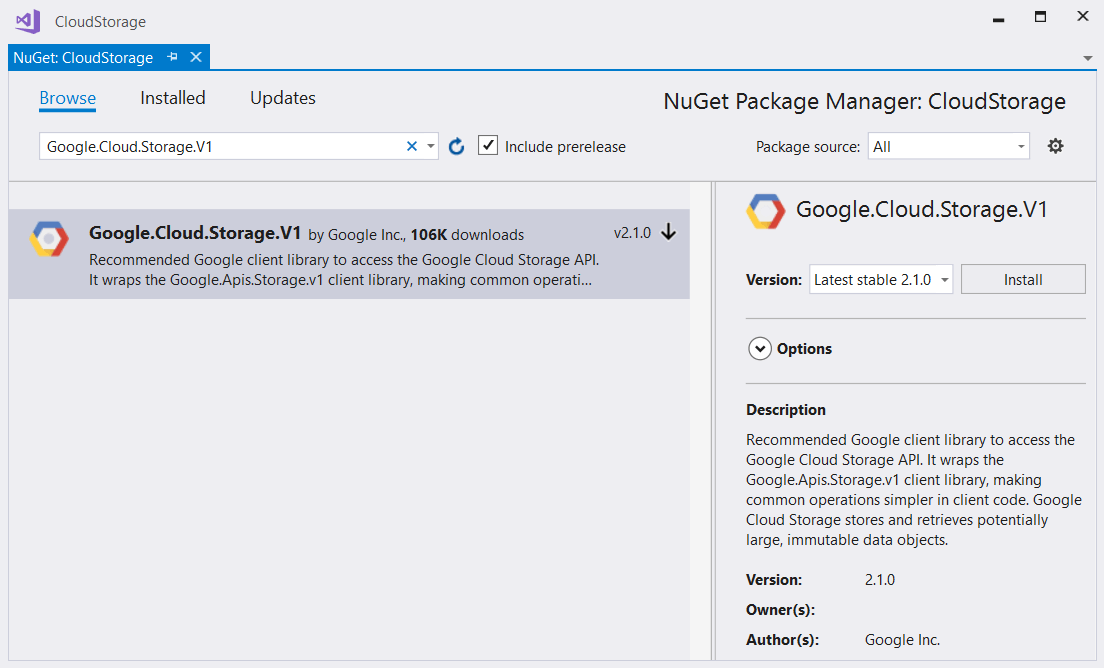 CloudStorage
NuGet: CloudStorage
Browse Installed Updates
NuGet Package Manager: CloudStorage
Google.Cloud.Storage.V1
Include prerelease
Package source: All
Google.Cloud.Storage.V1 by Google Inc., 106K downloads v2.1.0
Recommended Google client library to access the Google Cloud Storage API.
It wraps the Google.Apis.Storage.v1 client library, making common operati...
Google.Cloud.Storage.V1
Version: Latest stable 2.1.0 Install
Options
Description
Recommended Google client library to access the
Google Cloud Storage API. It wraps the
Google.Apis.Storage.v1 client library, making
common operations simpler in client code. Google
Cloud Storage stores and retrieves potentially
large, immutable data objects.
Version: 2.1.0
Owner(s):
Author(s): Google Inc.